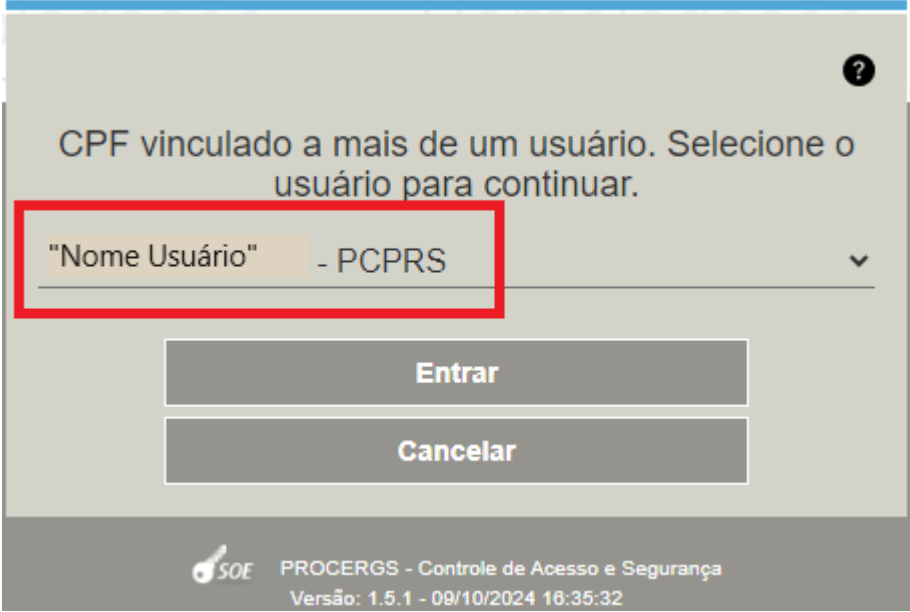 ?
CPF vinculado a mais de um usuário. Selecione o
usuário para continuar.
"Nome Usuário" - PCPRS
Entrar
Cancelar
SOE PROCERGS - Controle de Acesso e Segurança
Versão: 1.5.1 - 09/10/2024 16:35:32